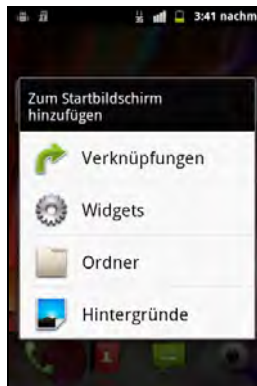 3:41 nachm
Zum Startbildschirm
hinzufügen
Verknüpfungen
Widgets
Ordner
Hintergründe